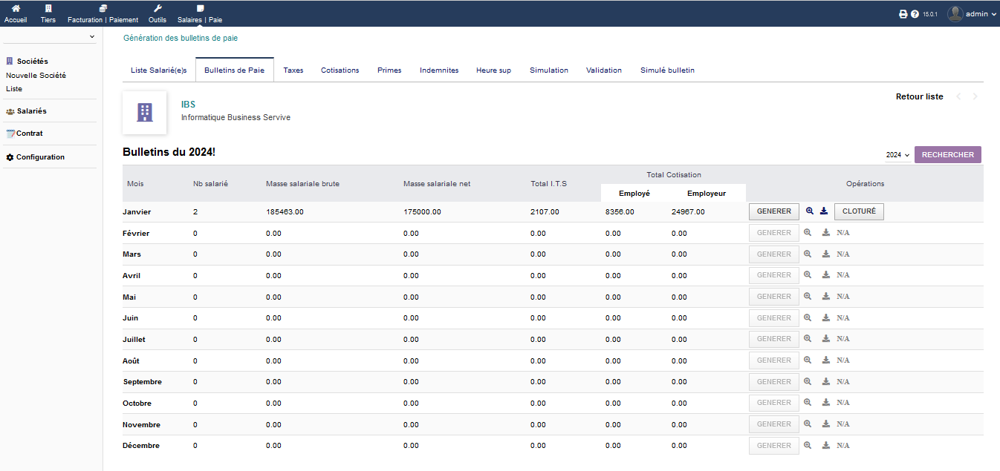 Accueil Tiers Facturation | Paiement Outils Salaires | Paie 15.0.1 admin
Génération des bulletins de paie
Sociétés
Nouvelle Société
Liste
Salariés
Contrat
Configuration
Liste Salarié(e)s Bulletins de Paie Taxes Cotisations Primes Indemnites Heure sup Simulation Validation Simulé bulletin
Retour liste
IBS
Informatique Business Servive
Bulletins du 2024!
2024 RECHERCHER
Mois Nb salarié Masse salariale brute Masse salariale net Total I.T.S Total Cotisation Opérations
Employé Employeur
Janvier 2 185463.00 175000.00 2107.00 8356.00 24967.00 GENERER CLOTURÉ
Février 0 0.00 0.00 0.00 0.00 0.00 GENERER N/A
Mars 0 0.00 0.00 0.00 0.00 0.00 GENERER N/A
Avril 0 0.00 0.00 0.00 0.00 0.00 GENERER N/A
Mai 0 0.00 0.00 0.00 0.00 0.00 GENERER N/A
Juin 0 0.00 0.00 0.00 0.00 0.00 GENERER N/A
Juillet 0 0.00 0.00 0.00 0.00 0.00 GENERER N/A
Août 0 0.00 0.00 0.00 0.00 0.00 GENERER N/A
Septembre 0 0.00 0.00 0.00 0.00 0.00 GENERER N/A
Octobre 0 0.00 0.00 0.00 0.00 0.00 GENERER N/A
Novembre 0 0.00 0.00 0.00 0.00 0.00 GENERER N/A
Décembre 0 0.00 0.00 0.00 0.00 0.00 GENERER N/A